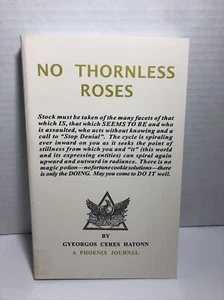 NO THORNLESS
ROSES
Stock must be taken of the many facets of that
which IS, that which SEEMS TO BE and who
is assaulted, who acts without knowing and a
call to "Stop Denial". The cycle is spiraling
ever inward on you as it seeks the point of
stillness from which you and "it" (this world
and its expressing entities) can spiral again
upward and outward in radiance. There is no
magic potion—no fortune cookie solutions—there
is only the DOING. May you come to DO IT well.
BY
GYEORGOS CERES HATONN
A PHOENIX JOURNAL